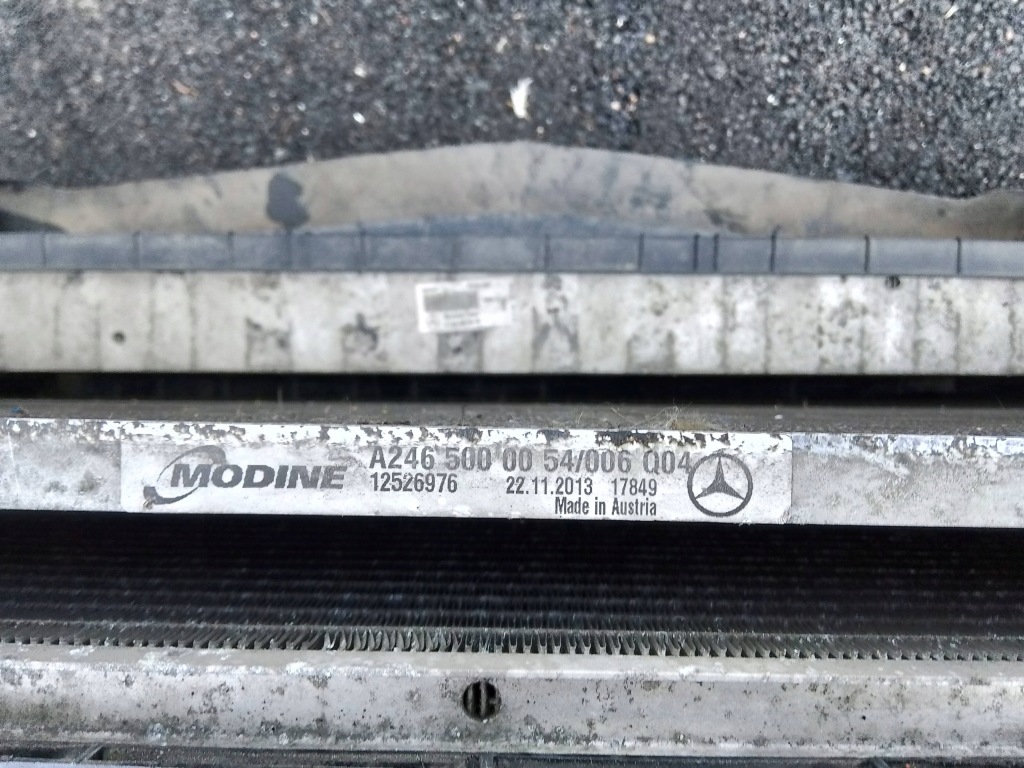 MODINE A246 500 00 54/006 Q04
12526976 22.11.2013 17849
Made in Austria